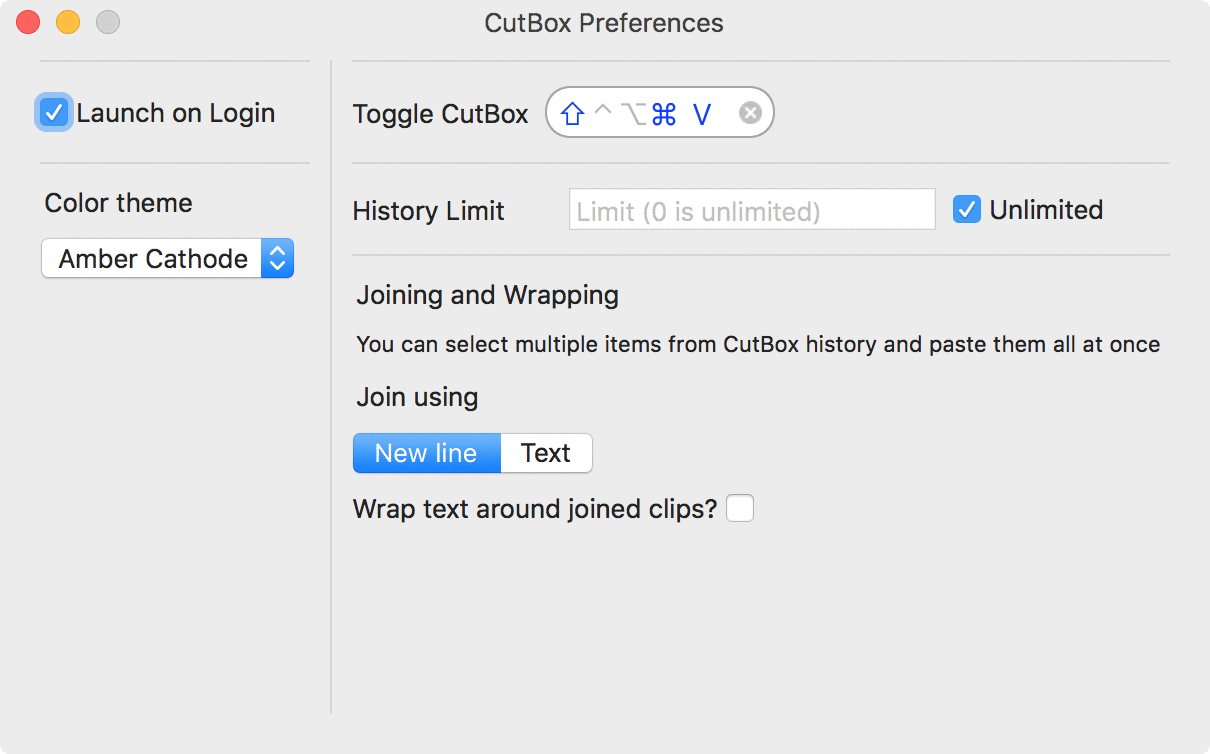 CutBox Preferences
Launch on Login
Color theme
Amber Cathode
Toggle CutBox ⇧ ^ ⌥ ⌘ V
History Limit Limit (0 is unlimited) Unlimited
Joining and Wrapping
You can select multiple items from CutBox history and paste them all at once
Join using
New line Text
Wrap text around joined clips?